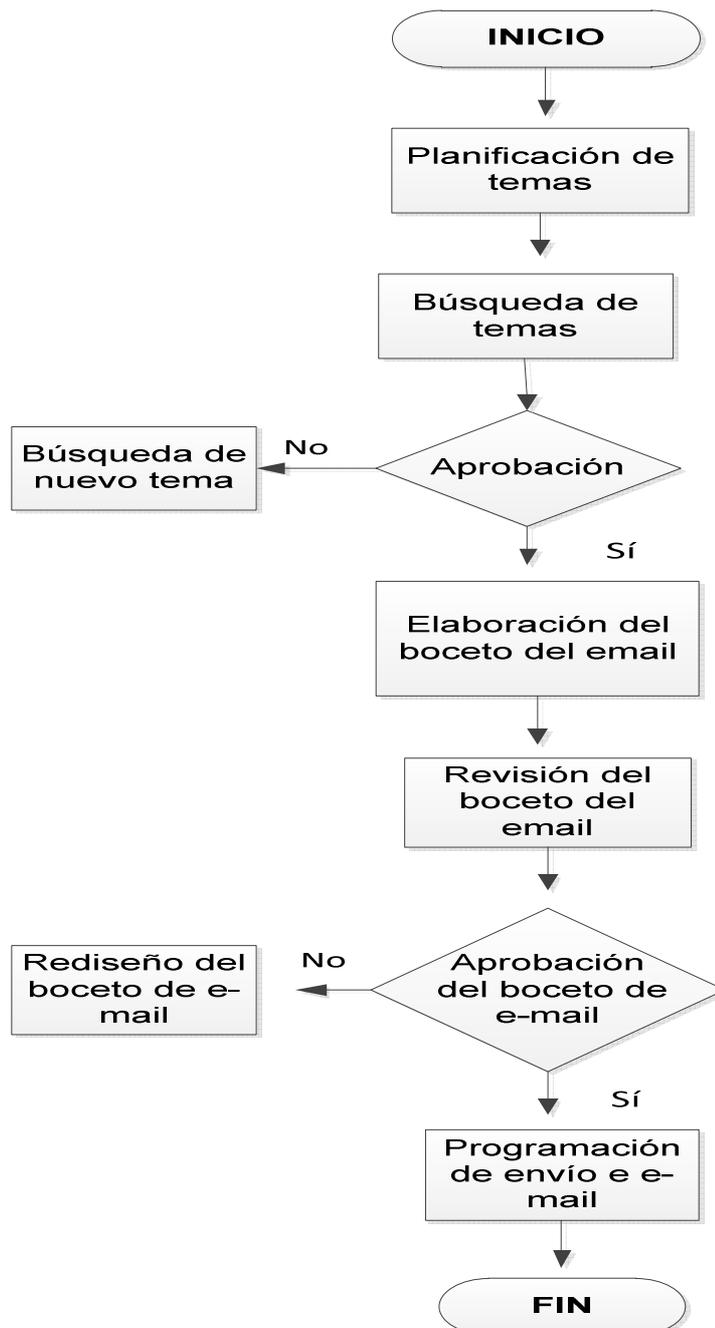 INICIO
Planificación de
temas
Búsqueda de
temas
Búsqueda de
nuevo tema
No
Aprobación
Sí
Elaboración del
boceto del email
Revisión del
boceto del
email
Rediseño del
boceto de e-
mail
No
Aprobación
del boceto de
e-mail
Sí
Programación
de envío e e-
mail
FIN